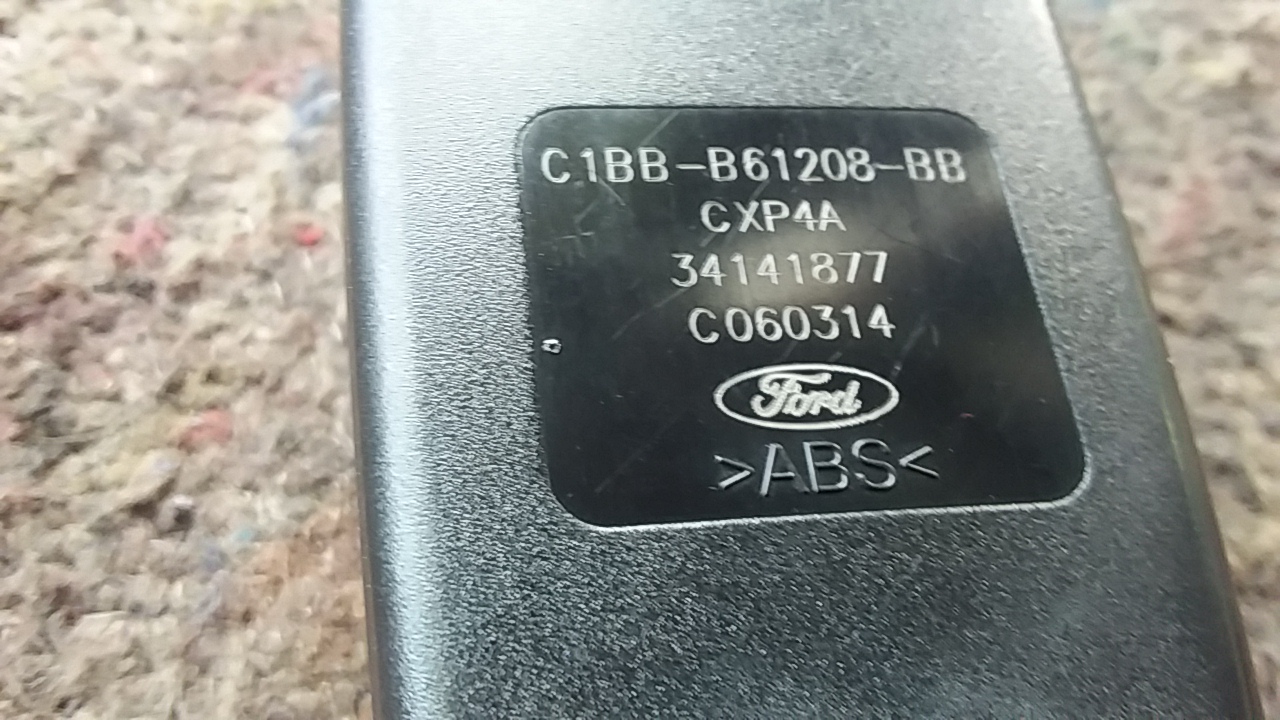 C1BB-B61208-BB
CXP4A
34141877
C060314
Ford
>ABS<